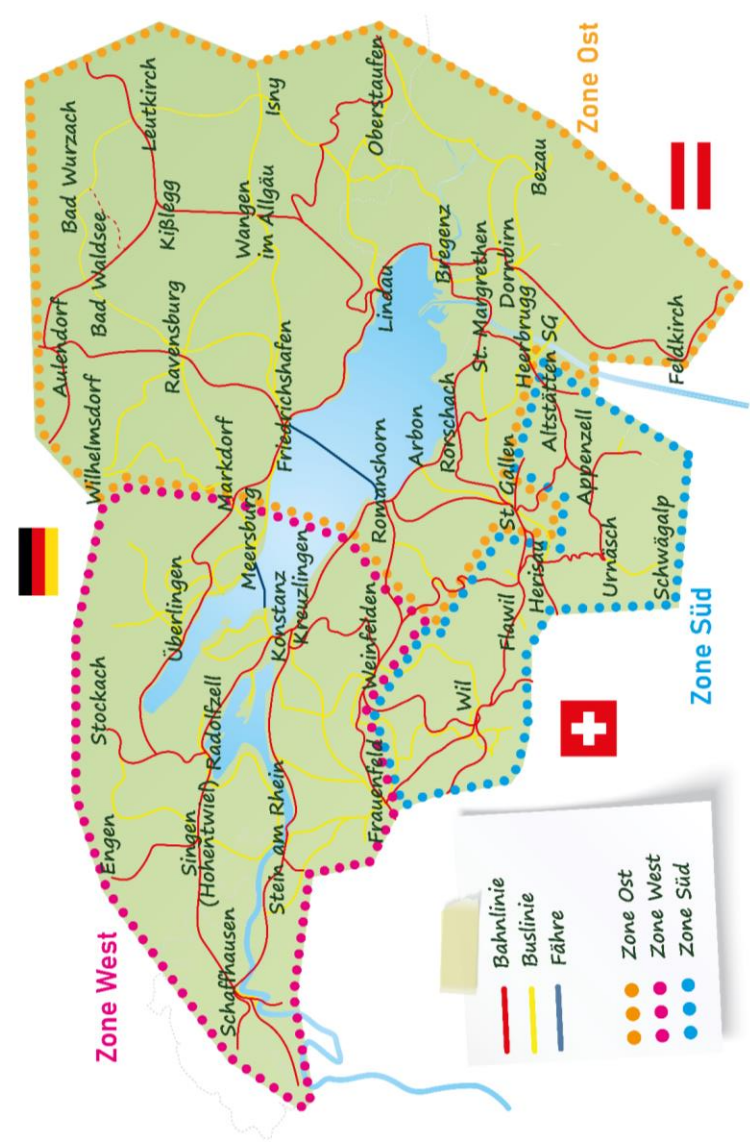 Zone West
Engen
Stockach
Singen
(Hohentwiel)
Radolfzell
Überlingen
Schaffhausen
Stein am Rhein
Konstanz
Kreuzlingen
Meersburg
Markdorf
Wilhelmsdorf
Aulendorf
Bad Waldsee
Bad Wurzach
Ravensburg
Kißlegg
Leutkirch
Wangen
im Allgäu
Isny
Friedrichshafen
Oberstaufen
Lindau
Bregenz
Romanshorn
Arbon
Rorschach
St. Margrethen
Dornbirn
Bezau
Heerbrugg
Altstätten SG
Zone Ost
Frauenfeld
Weinfelden
Wil
Flawil
Herisau
St. Gallen
Appenzell
Urnäsch
Schwägalp
Feldkirch
Zone Süd
Bahnlinie
Buslinie
Fähre
Zone Ost
Zone West
Zone Süd